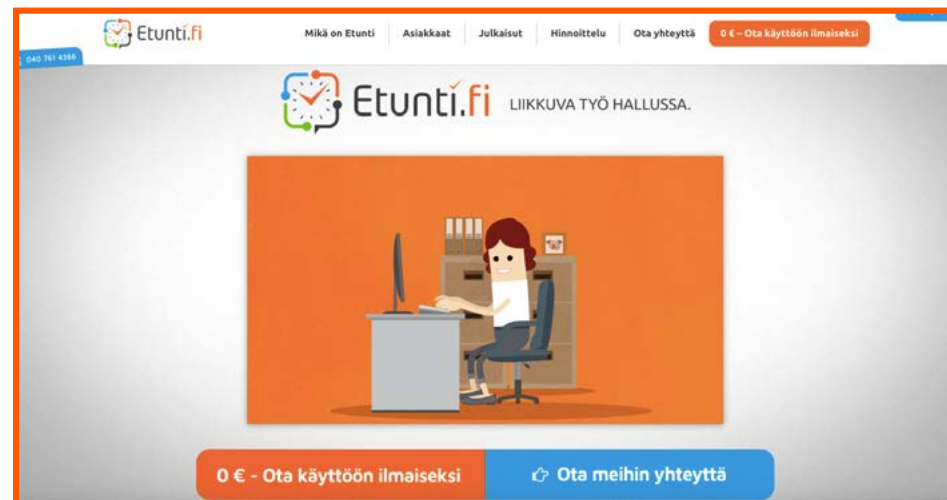 Etunti.fi
Mikä on Etunti
Asiakkaat
Julkaisut
Hinnoittelu
Ota yhteyttä
0 € – Ota käyttöön ilmaiseksi
040 761 4366
Etunti.fi LIIKKUVA TYÖ HALLUSSA.
0 € - Ota käyttöön ilmaiseksi
Ota meihin yhteyttä